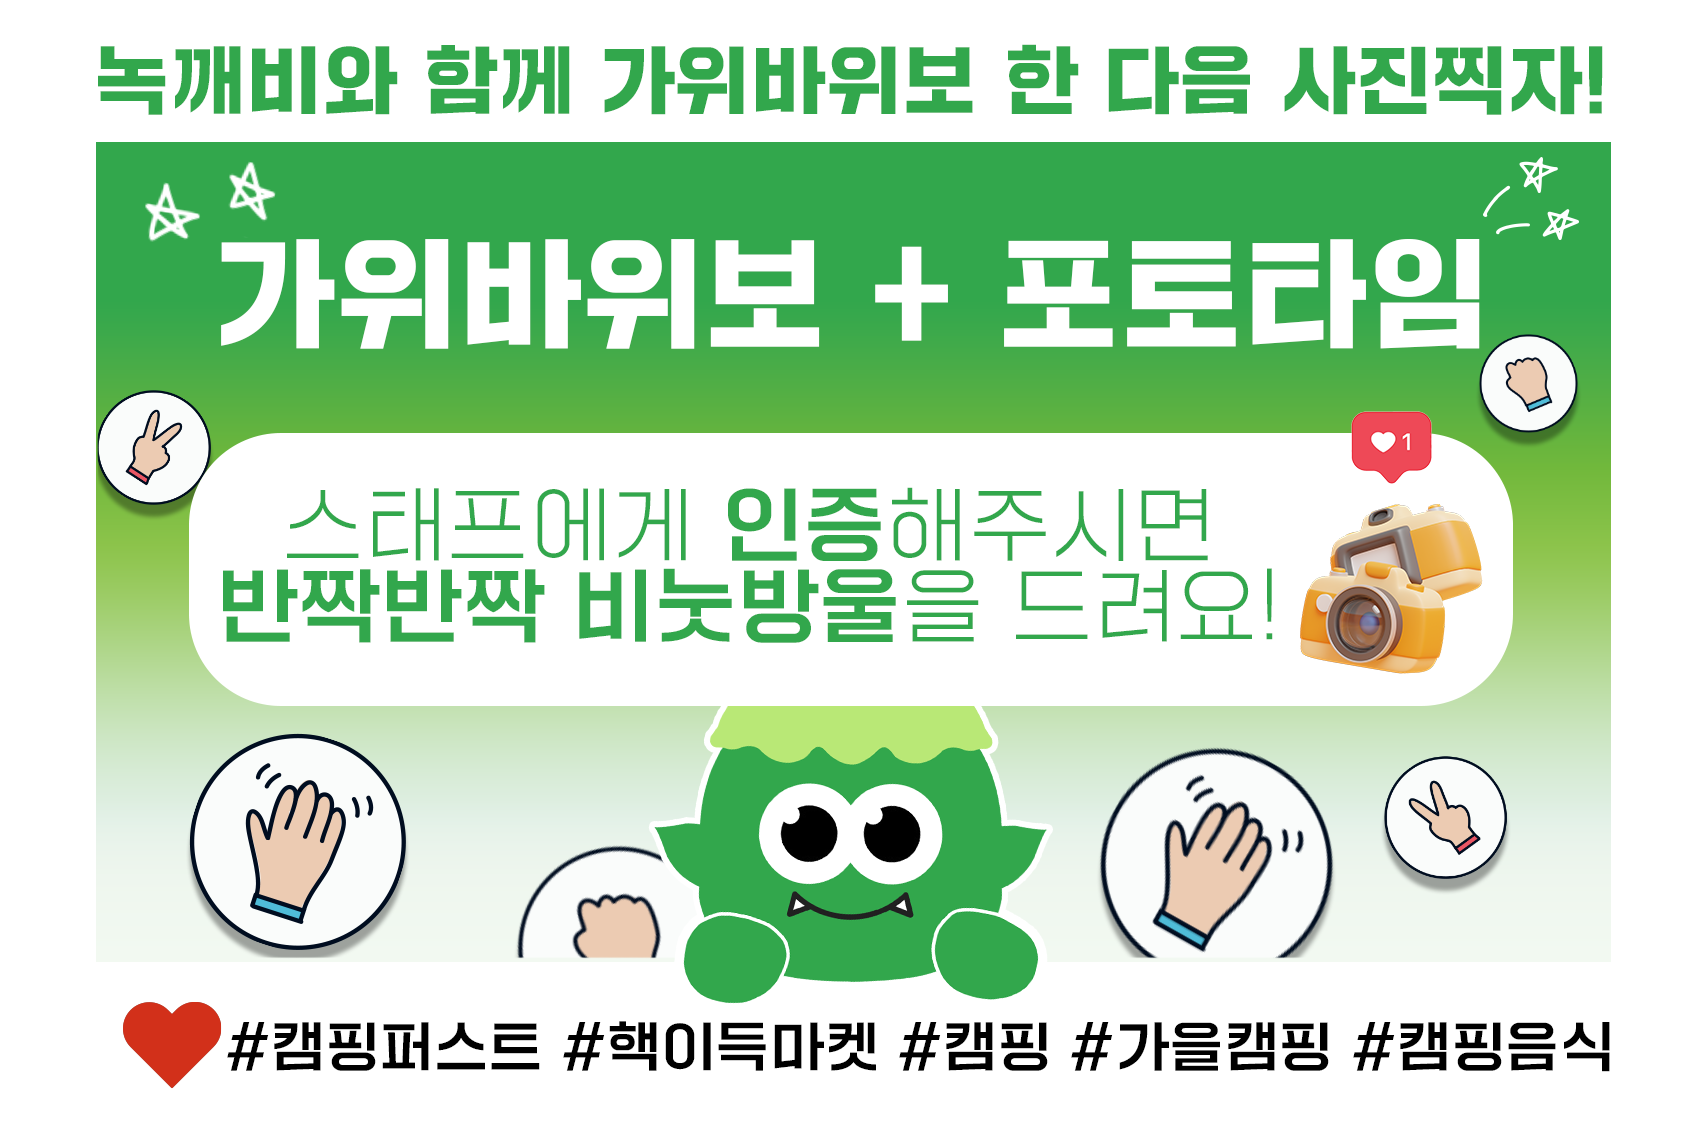 녹깨비와 함께 가위바위보 한 다음 사진찍자!
가위바위보 + 포토타임
1
스태프에게 인증해주시면
반짝반짝 비눗방울을 드려요!
#캠핑퍼스트 #핵이득마켓 #캠핑 #가을캠핑 #캠핑음식